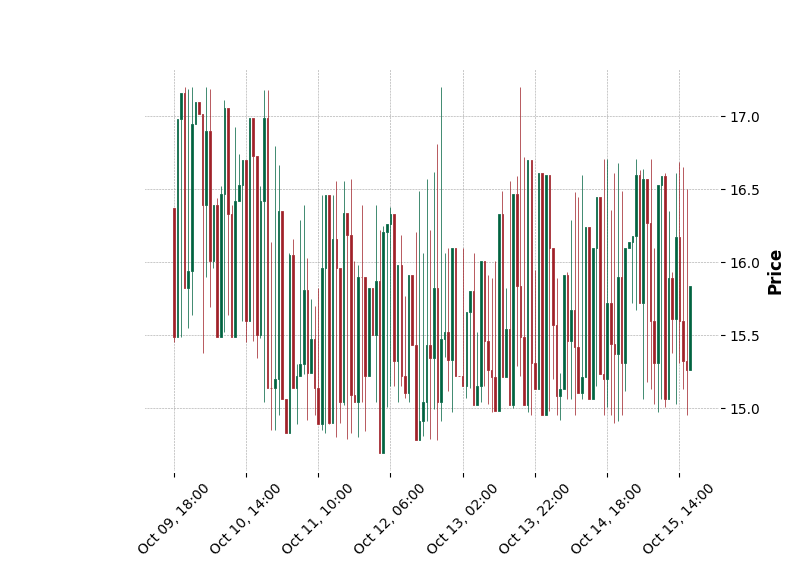 17.0
16.5
16.0
15.5
15.0
Price
Oct 09, 18:00
Oct 10, 14:00
Oct 11, 10:00
Oct 12, 06:00
Oct 13, 02:00
Oct 13, 22:00
Oct 14, 18:00
Oct 15, 14:00